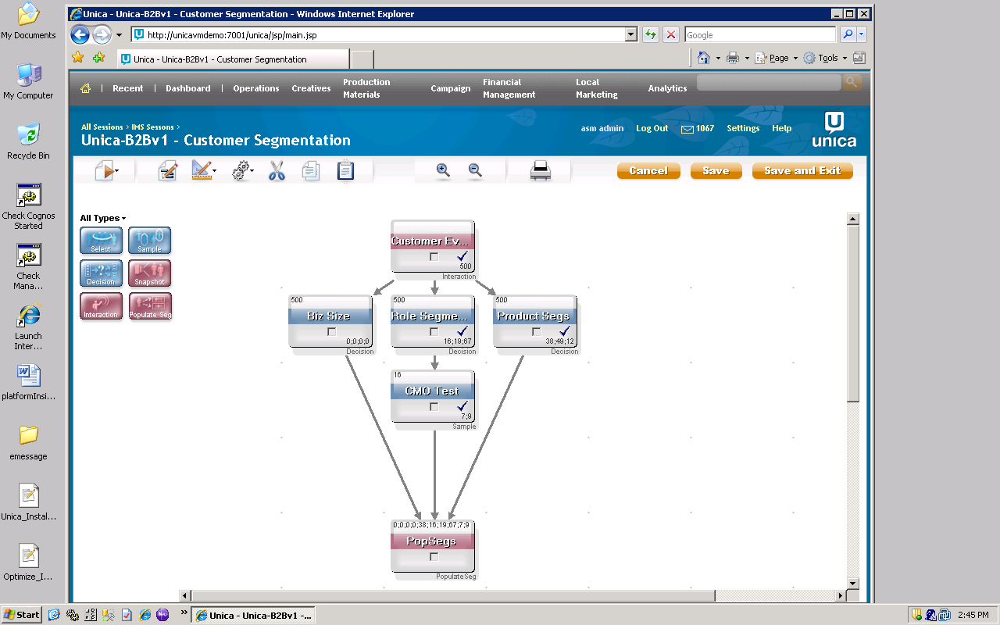 My Documents
My Computer
Recycle Bin
Check Cognos
Started
Check
Mana...
Launch
Inter...
platformInsi...
emessage
Unica_Instal...
Optimize_I...
Unica - Unica-B2Bv1 - Customer Segmentation - Windows Internet Explorer
http://unicavmdemo:7001/unica/jsp/main.jsp
Google
Unica - Unica-B2Bv1 - Customer Segmentation
Page
Tools
Recent
Dashboard
Operations
Creatives
Production
Materials
Campaign
Financial
Management
Local
Marketing
Analytics
All Sessions > IMS Sessons >
Unica-B2Bv1 - Customer Segmentation
asm admin
Log Out
1067
Settings
Help
U
unica
Cancel
Save
Save and Exit
All Types
Select
Sample
Decision
Snapshot
Interaction
Populate Seg
Customer Ev...
500
Interaction
500
Biz Size
0;0;0;0
Decision
500
Role Segme...
16;19;67
Decision
500
Product Segs
38;49;12
Decision
16
CMO Test
7;9
Sample
0;0;0;0;38;16;19;67;7;9
PopSegs
PopulateSeg
Start
Unica - Unica-B2Bv1 -...
2:45 PM